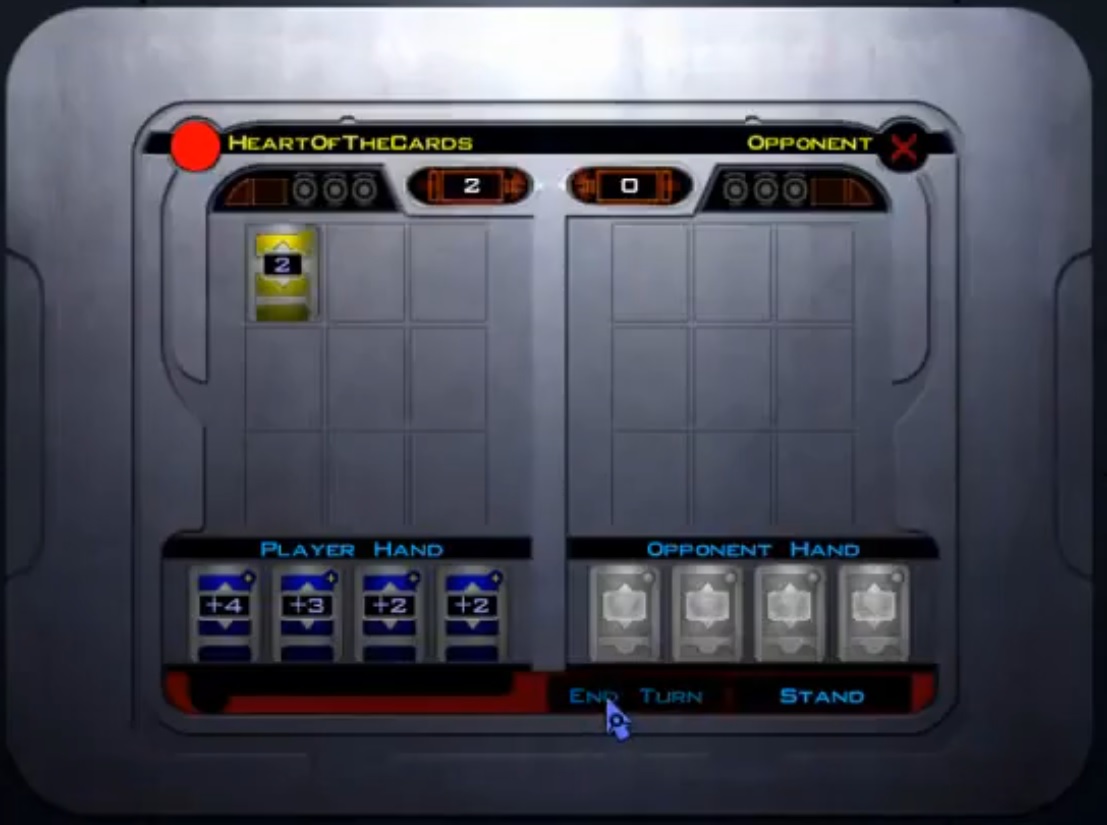 HeartOfTheCards Opponent
2 0
2
Player Hand Opponent Hand
+4 +3 +2 +2
End Turn Stand